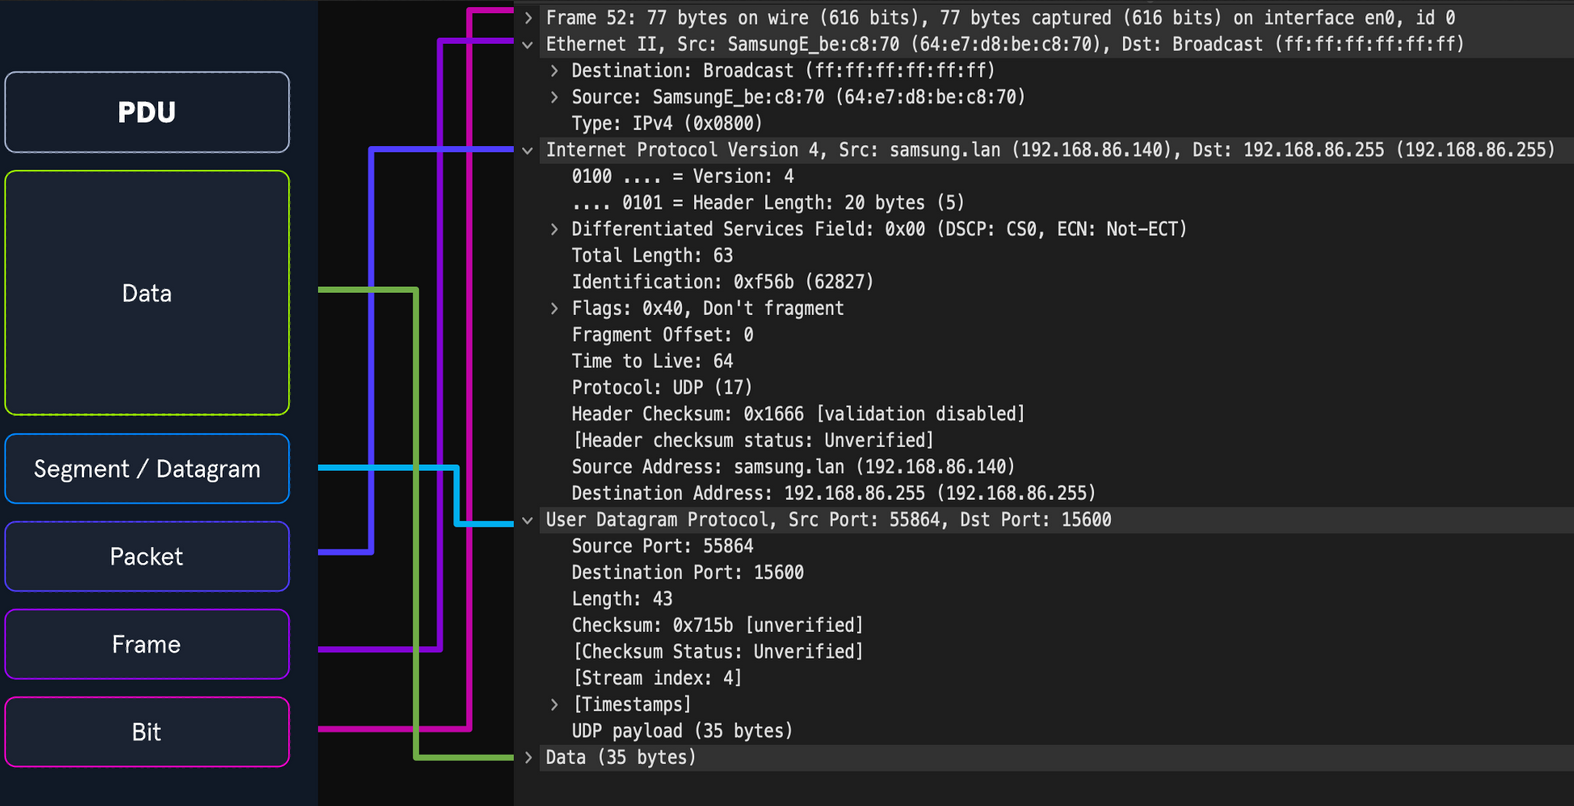 PDU
Data
Segment / Datagram
Packet
Frame
Bit
Frame 52: 77 bytes on wire (616 bits), 77 bytes captured (616 bits) on interface en0, id 0
Ethernet II, Src: SamsungE_be:c8:70 (64:e7:d8:be:c8:70), Dst: Broadcast (ff:ff:ff:ff:ff:ff)
Destination: Broadcast (ff:ff:ff:ff:ff:ff)
Source: SamsungE_be:c8:70 (64:e7:d8:be:c8:70)
Type: IPv4 (0x0800)
Internet Protocol Version 4, Src: samsung.lan (192.168.86.140), Dst: 192.168.86.255 (192.168.86.255)
0100 .... = Version: 4
.... 0101 = Header Length: 20 bytes (5)
Differentiated Services Field: 0x00 (DSCP: CS0, ECN: Not-ECT)
Total Length: 63
Identification: 0xf56b (62827)
Flags: 0x40, Don't fragment
Fragment Offset: 0
Time to Live: 64
Protocol: UDP (17)
Header Checksum: 0x1666 [validation disabled]
[Header checksum status: Unverified]
Source Address: samsung.lan (192.168.86.140)
Destination Address: 192.168.86.255 (192.168.86.255)
User Datagram Protocol, Src Port: 55864, Dst Port: 15600
Source Port: 55864
Destination Port: 15600
Length: 43
Checksum: 0x715b [unverified]
[Checksum Status: Unverified]
[Stream index: 4]
[Timestamps]
UDP payload (35 bytes)
Data (35 bytes)